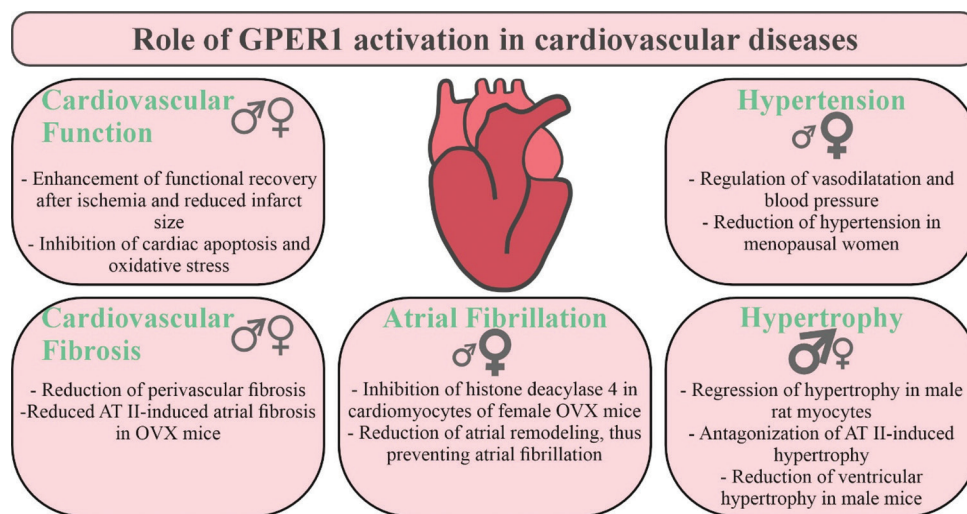 Role of GPER1 activation in cardiovascular diseases
Cardiovascular
Function
- Enhancement of functional recovery
after ischemia and reduced infarct
size
- Inhibition of cardiac apoptosis and
oxidative stress
Hypertension
- Regulation of vasodilatation and
blood pressure
- Reduction of hypertension in
menopausal women
Cardiovascular
Fibrosis
- Reduction of perivascular fibrosis
-Reduced AT II-induced atrial fibrosis
in OVX mice
Atrial Fibrillation
- Inhibition of histone deacylase 4 in
cardiomyocytes of female OVX mice
- Reduction of atrial remodeling, thus
preventing atrial fibrillation
Hypertrophy
- Regression of hypertrophy in male
rat myocytes
- Antagonization of AT II-induced
hypertrophy
- Reduction of ventricular
hypertrophy in male mice